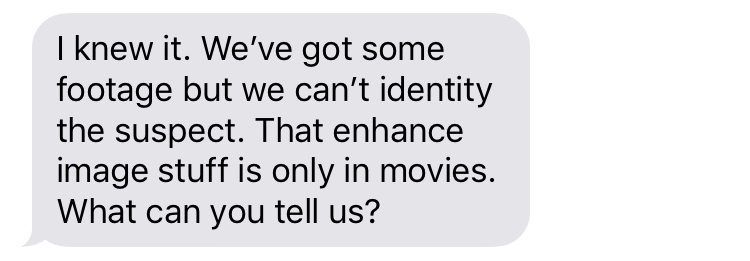 I knew it. We’ve got some
footage but we can’t identity
the suspect. That enhance
image stuff is only in movies.
What can you tell us?